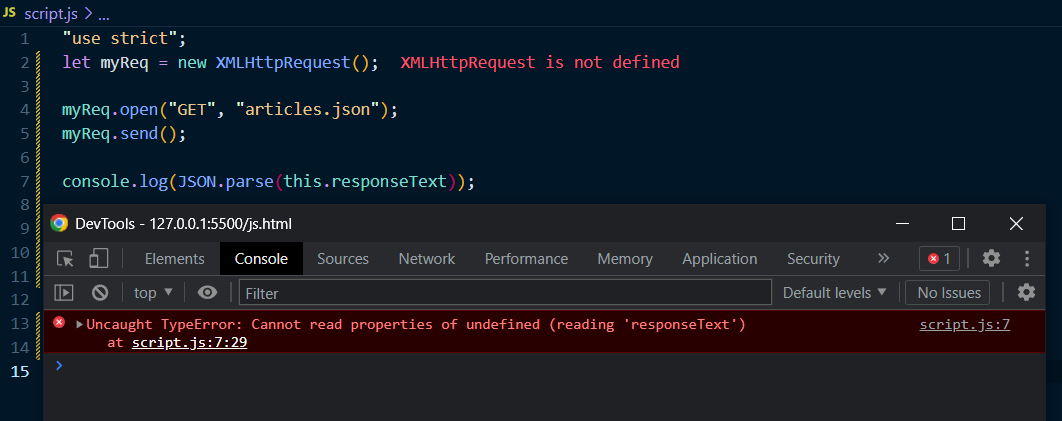 JS script.js > ...
1 "use strict";
2 let myReq = new XMLHttpRequest(); XMLHttpRequest is not defined
3
4 myReq.open("GET", "articles.json");
5 myReq.send();
6
7 console.log(JSON.parse(this.responseText));
8
9
10
11
12
13
14
15
DevTools - 127.0.0.1:5500/js.html
Elements Console Sources Network Performance Memory Application Security » 1
top Filter Default levels No Issues
Uncaught TypeError: Cannot read properties of undefined (reading 'responseText') script.js:7
at script.js:7:29
>